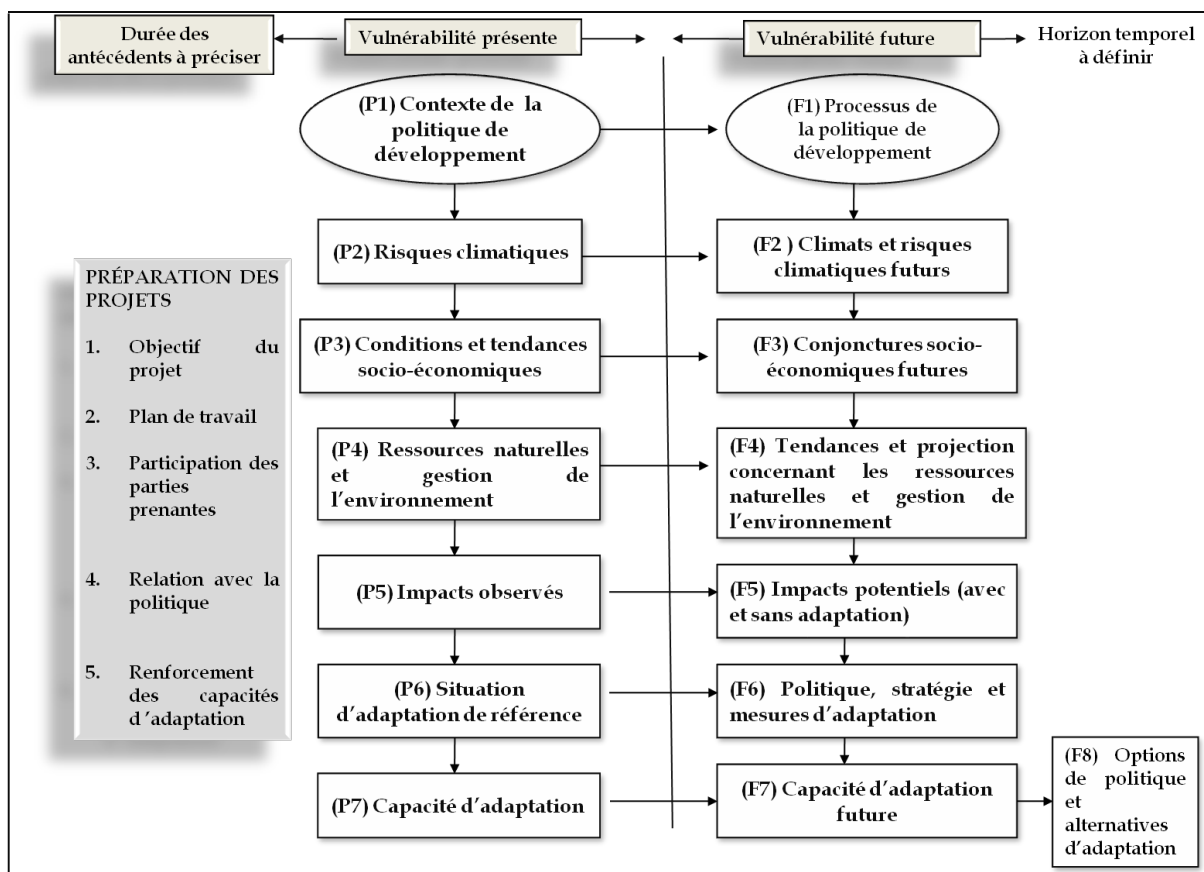 Durée des
antécédents à préciser
Vulnérabilité présente
Vulnérabilité future
Horizon temporel
à définir
(P1) Contexte de la
politique de
développement
(F1) Processus de
la politique de
développement
(P2) Risques climatiques
(F2 ) Climats et risques
climatiques futurs
PRÉPARATION DES
PROJETS
1. Objectif du
projet
2. Plan de travail
3. Participation des
parties
prenantes
4. Relation avec la
politique
5. Renforcement
des capacités
d'adaptation
(P3) Conditions et tendances
socio-économiques
(F3) Conjonctures socio-
économiques futures
(P4) Ressources naturelles
et gestion de
l'environnement
(F4) Tendances et projection
concernant les ressources
naturelles et gestion de
l'environnement
(P5) Impacts observés
(F5) Impacts potentiels (avec
et sans adaptation)
(P6) Situation
d'adaptation de référence
(F6) Politique, stratégie et
mesures d'adaptation
(P7) Capacité d'adaptation
(F7) Capacité d'adaptation
future
(F8) Options
de politique
et
alternatives
d'adaptation